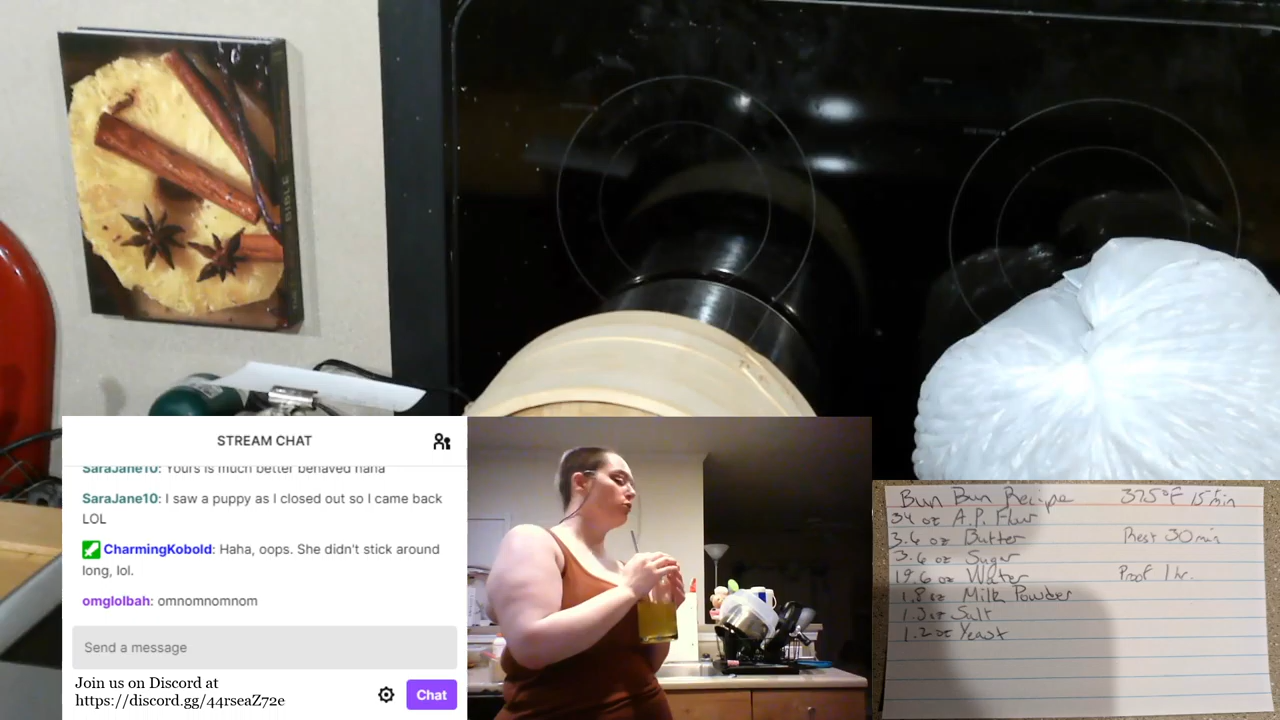 BIBLE
STREAM CHAT
SaraJane10: Yours is much better behaved haha
SaraJane10: I saw a puppy as I closed out so I came back
LOL
CharmingKobold: Haha, oops. She didn't stick around
long, lol.
omglolbah: omnomnomnom
Send a message
Join us on Discord at
https://discord.gg/44rseaZ72e
Chat
Bun Bun Recipe 375°F 15 min
34 oz A.P. Flour
3.6 oz Butter Rest 30 min
3.6 oz Sugar
19.6 oz Water Proof 1 hr.
1.8 oz Milk Powder
oz Salt
1.2 oz Yeast